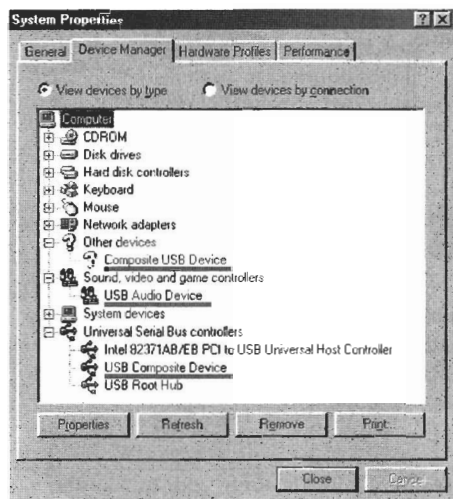 System Properties
General Device Manager Hardware Profiles Performance
View devices by type View devices by connection
Computer
CDROM
Disk drives
Hard disk controllers
Keyboard
Mouse
Network adapters
Other devices
Composite USB Device
Sound, video and game controllers
USB Audio Device
System devices
Universal Serial Bus controllers
Intel 82371AB/EB PCI to USB Universal Host Controller
USB Composite Device
USB Root Hub
Properties Refresh Remove Print...
Close Cancel